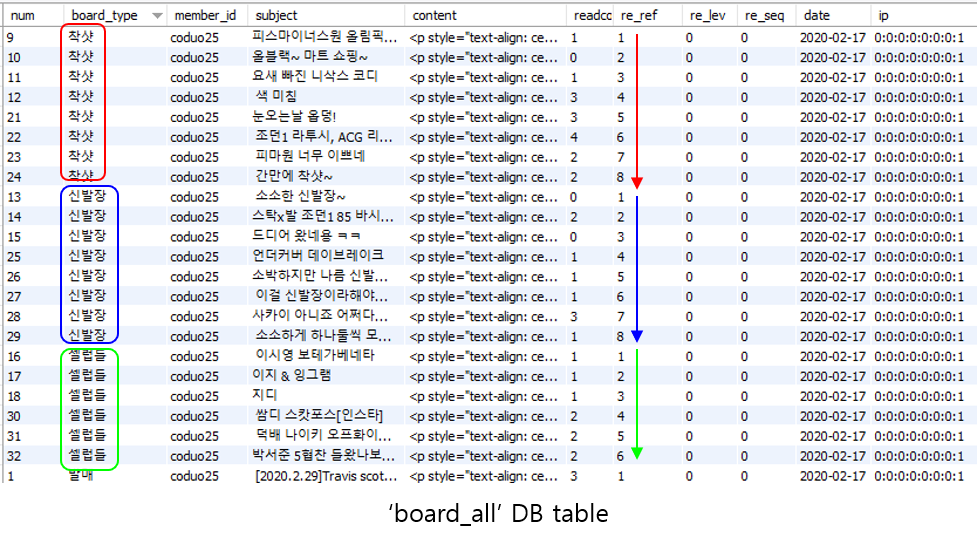 num board_type member_id subject content readcc re_ref re_lev re_seq date ip
9 착샷 coduo25 피스마이너스원 올림픽... <p style="text-align: ce... 1 1 0 0 2020-02-17 0:0:0:0:0:0:0:1
10 착샷 coduo25 올블랙~ 마트 쇼핑~ <p style="text-align: ce... 0 2 0 0 2020-02-17 0:0:0:0:0:0:0:1
11 착샷 coduo25 요새 빠진 니삭스 코디 <p style="text-align: ce... 1 3 0 0 2020-02-17 0:0:0:0:0:0:0:1
12 착샷 coduo25 색 미침 <p style="text-align: ce... 3 4 0 0 2020-02-17 0:0:0:0:0:0:0:1
21 착샷 coduo25 눈오는날 옵덩! <p style="text-align: ce... 3 5 0 0 2020-02-17 0:0:0:0:0:0:0:1
22 착샷 coduo25 조던1 라투시, ACG 리... <p style="text-align: ce... 4 6 0 0 2020-02-17 0:0:0:0:0:0:0:1
23 착샷 coduo25 피마원 너무 이쁘네 <p style="text-align: ce... 2 7 0 0 2020-02-17 0:0:0:0:0:0:0:1
24 착샷 coduo25 간만에 착샷~ <p style="text-align: ce... 2 8 0 0 2020-02-17 0:0:0:0:0:0:0:1
13 신발장 coduo25 소소한 신발장~ <p style="text-align: ce... 0 1 0 0 2020-02-17 0:0:0:0:0:0:0:1
14 신발장 coduo25 스탁x발 조던1 85 바시... <p style="text-align: ce... 2 2 0 0 2020-02-17 0:0:0:0:0:0:0:1
15 신발장 coduo25 드디어 왔네용 ㅋㅋ <p style="text-align: ce... 0 3 0 0 2020-02-17 0:0:0:0:0:0:0:1
25 신발장 coduo25 언더커버 데이브레이크 <p style="text-align: ce... 1 4 0 0 2020-02-17 0:0:0:0:0:0:0:1
26 신발장 coduo25 소박하지만 나름 신발... <p style="text-align: ce... 1 5 0 0 2020-02-17 0:0:0:0:0:0:0:1
27 신발장 coduo25 이걸 신발장이라해야... <p style="text-align: ce... 1 6 0 0 2020-02-17 0:0:0:0:0:0:0:1
28 신발장 coduo25 사카이 아니죠 어쩌다... <p style="text-align: ce... 3 7 0 0 2020-02-17 0:0:0:0:0:0:0:1
29 신발장 coduo25 소소하게 하나둘씩 모... <p style="text-align: ce... 1 8 0 0 2020-02-17 0:0:0:0:0:0:0:1
16 셀럽들 coduo25 이시영 보테가베네타 <p style="text-align: ce... 1 1 0 0 2020-02-17 0:0:0:0:0:0:0:1
17 셀럽들 coduo25 이지 & 잉그램 <p style="text-align: ce... 1 2 0 0 2020-02-17 0:0:0:0:0:0:0:1
18 셀럽들 coduo25 지디 <p style="text-align: ce... 1 3 0 0 2020-02-17 0:0:0:0:0:0:0:1
30 셀럽들 coduo25 쌈디 스캇포스[인스타] <p style="text-align: ce... 2 4 0 0 2020-02-17 0:0:0:0:0:0:0:1
31 셀럽들 coduo25 덕배 나이키 오프화이... <p style="text-align: ce... 2 5 0 0 2020-02-17 0:0:0:0:0:0:0:1
32 셀럽들 coduo25 박서준 5협찬 들왔나보... <p style="text-align: ce... 2 6 0 0 2020-02-17 0:0:0:0:0:0:0:1
1 발매 coduo25 [2020.2.29]Travis scot... <p style="text-align: ce... 3 1 0 0 2020-02-17 0:0:0:0:0:0:0:1
‘board_all’ DB table